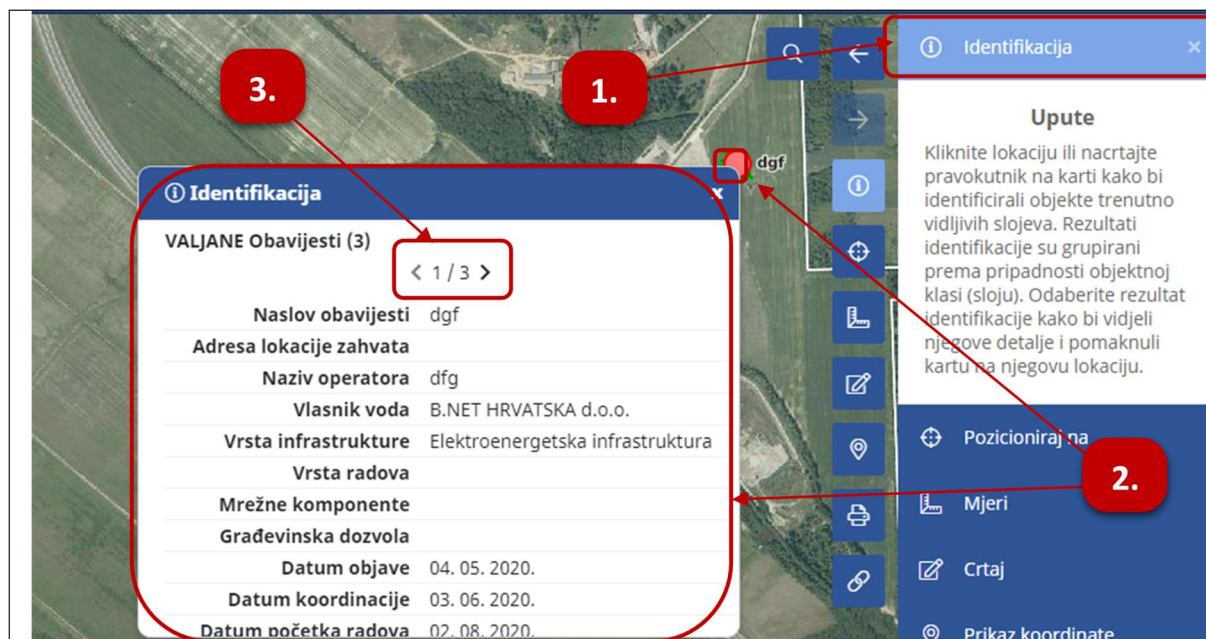 3.
1.
dgf
Identifikacija
VALJANE Obavijesti (3)
1 / 3
Naslov obavijesti dgf
Adresa lokacije zahvata
Naziv operatora dfg
Vlasnik voda B.NET HRVATSKA d.o.o.
Vrsta infrastrukture Elektroenergetska infrastruktura
Vrsta radova
Mrežne komponente
Građevinska dozvola
Datum objave 04. 05. 2020.
Datum koordinacije 03. 06. 2020.
Datum početka radova 02. 08. 2020.
Identifikacija
Upute
Kliknite lokaciju ili nacrtajte
pravokutnik na karti kako bi
identificirali objekte trenutno
vidljivih slojeva. Rezultati
identifikacije su grupirani
prema pripadnosti objektnoj
klasi (sloju). Odaberite rezultat
identifikacije kako bi vidjeli
njegove detalje i pomaknuli
kartu na njegovu lokaciju.
Pozicioniraj na
2.
Mjeri
Crtaj
Prikaz koordinate